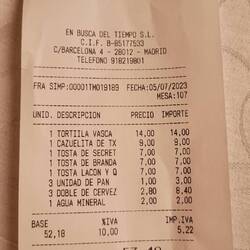 EN BUSCA DEL TIEMPO S.L.
C.I.F. B-85177533
C/BARCELONA 4 - 28012 - MADRID
TELEFONO 918219801
FRA SIMP:00001TM019189 FECHA:05/07/2023
MESA:107
UNID. DESCRIPCION PRECIO IMPORTE
1 TORTILLA VASCA 14,00 14,00
1 CAZUELITA DE TX 9,00 9,00
1 TOSTA DE SECRET 7,00 7,00
1 TOSTA DE BRANDA 7,00 7,00
1 TOSTA LACON Y Q 7,00 7,00
3 UNIDAD DE PAN 1,00 3,00
3 DOBLE DE CERVEZ 2,80 8,40
1 AGUA MINERAL 2,00 2,00
BASE %IVA IMP.IVA
52,18 10,00 5,22